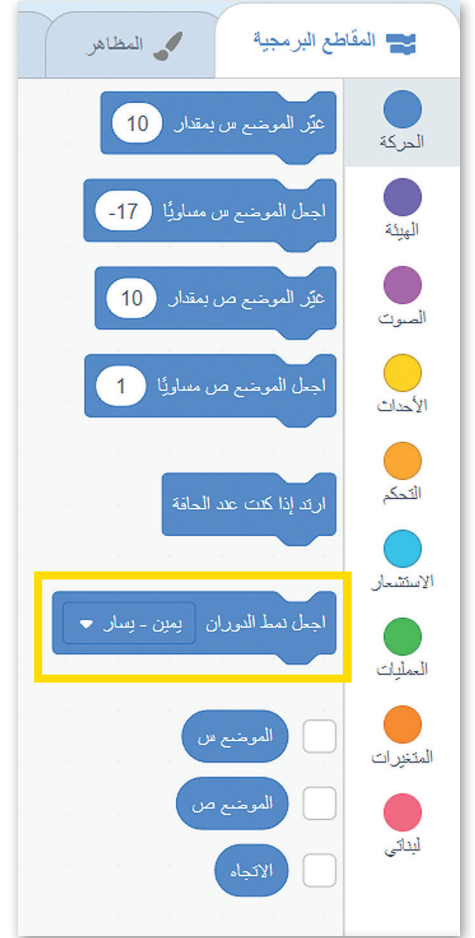 المقاطع البرمجية
المظاهر
الحركة
الهيئة
الصوت
الأحداث
التحكم
الاستشعار
العمليات
المتغيرات
لبناتي
غيّر الموضع س بمقدار 10
اجعل الموضع س مساويًا -17
غيّر الموضع ص بمقدار 10
اجعل الموضع ص مساويًا 1
ارتد إذا كنت عند الحافة
اجعل نمط الدوران يمين - يسار
الموضع س
الموضع ص
الاتجاه